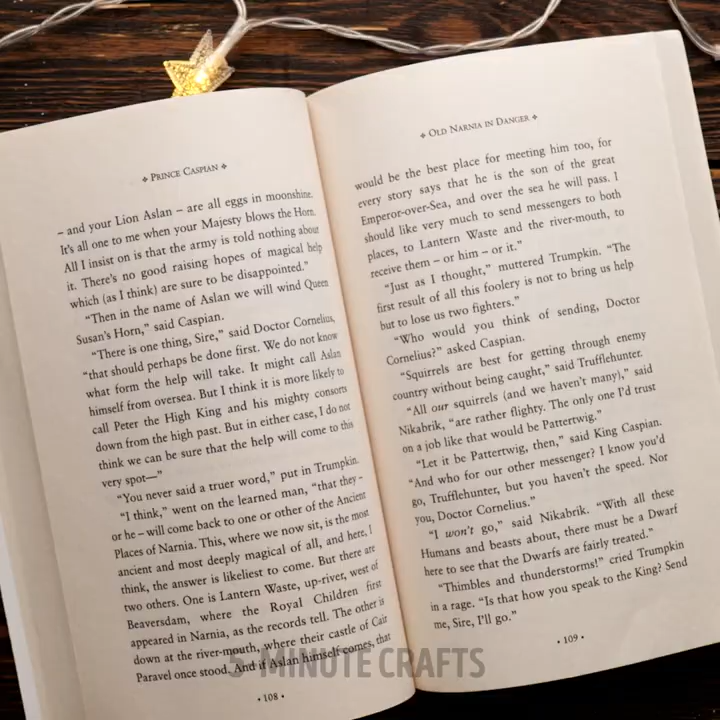 ❖ PRINCE CASPIAN ❖
– and your Lion Aslan – are all eggs in moonshine.
It's all one to me when your Majesty blows the Horn.
All I insist on is that the army is told nothing about
it. There's no good raising hopes of magical help
which (as I think) are sure to be disappointed."
"Then in the name of Aslan we will wind Queen
Susan's Horn," said Caspian.
"There is one thing, Sire," said Doctor Cornelius,
"that should perhaps be done first. We do not know
what form the help will take. It might call Aslan
himself from oversea. But I think it is more likely to
call Peter the High King and his mighty consorts
down from the high past. But in either case, I do not
think we can be sure that the help will come to this
very spot—"
"You never said a truer word," put in Trumpkin.
"I think," went on the learned man, "that they –
or he – will come back to one or other of the Ancient
Places of Narnia. This, where we now sit, is the most
ancient and most deeply magical of all, and here, I
think, the answer is likeliest to come. But there are
two others. One is Lantern Waste, up-river, west of
Beaversdam, where the Royal Children first
appeared in Narnia, as the records tell. The other is
down at the river-mouth, where their castle of Cair
Paravel once stood. And if Aslan himself comes, that
• 108 •
❖ OLD NARNIA IN DANGER ❖
would be the best place for meeting him too, for
every story says that he is the son of the great
Emperor-over-Sea, and over the sea he will pass. I
should like very much to send messengers to both
places, to Lantern Waste and the river-mouth, to
receive them – or him – or it."
"Just as I thought," muttered Trumpkin. "The
first result of all this foolery is not to bring us help
but to lose us two fighters."
"Who would you think of sending, Doctor
Cornelius?" asked Caspian.
"Squirrels are best for getting through enemy
country without being caught," said Trufflehunter.
"All our squirrels (and we haven't many)," said
Nikabrik, "are rather flighty. The only one I'd trust
on a job like that would be Pattertwig."
"Let it be Pattertwig, then," said King Caspian.
"And who for our other messenger? I know you'd
go, Trufflehunter, but you haven't the speed. Nor
you, Doctor Cornelius."
"I won't go," said Nikabrik. "With all these
Humans and beasts about, there must be a Dwarf
here to see that the Dwarfs are fairly treated."
"Thimbles and thunderstorms!" cried Trumpkin
in a rage. "Is that how you speak to the King? Send
me, Sire, I'll go."
• 109 •
5-MINUTE CRAFTS